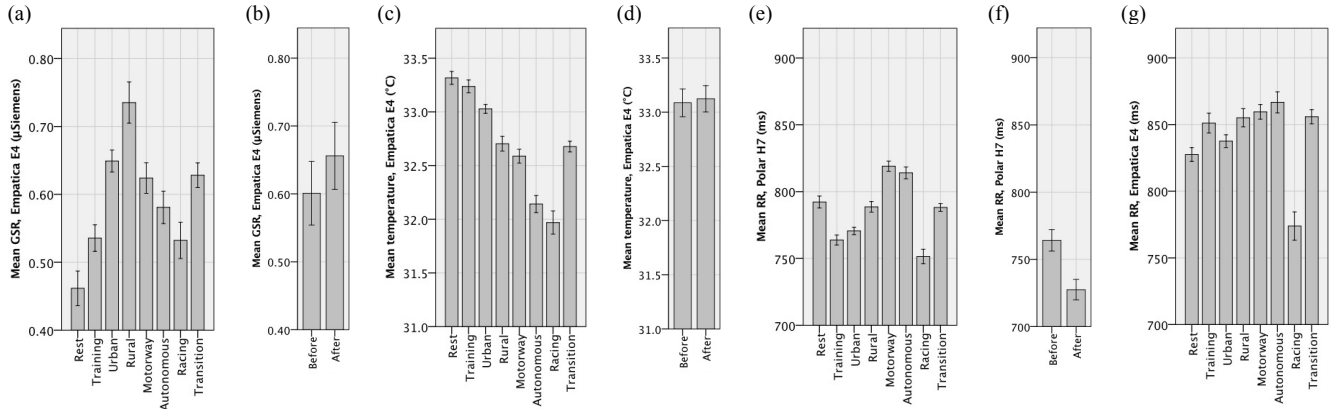 (a)
Mean GSR, Empatica E4 (µSiemens)
0.80
0.70
0.60
0.50
0.40
Rest
Training
Urban
Rural
Motorway
Autonomous
Racing
Transition
(b)
Mean GSR, Empatica E4 (µSiemens)
0.80
0.70
0.60
0.50
0.40
Before
After
(c)
Mean temperature, Empatica E4 (°C)
33.5
33.0
32.5
32.0
31.5
31.0
Rest
Training
Urban
Rural
Motorway
Autonomous
Racing
Transition
(d)
Mean temperature, Empatica E4 (°C)
33.5
33.0
32.5
32.0
31.5
31.0
Before
After
(e)
Mean RR, Polar H7 (ms)
900
850
800
750
700
Rest
Training
Urban
Rural
Motorway
Autonomous
Racing
Transition
(f)
Mean RR, Polar H7 (ms)
900
850
800
750
700
Before
After
(g)
Mean RR, Empatica E4 (ms)
900
850
800
750
700
Rest
Training
Urban
Rural
Motorway
Autonomous
Racing
Transition